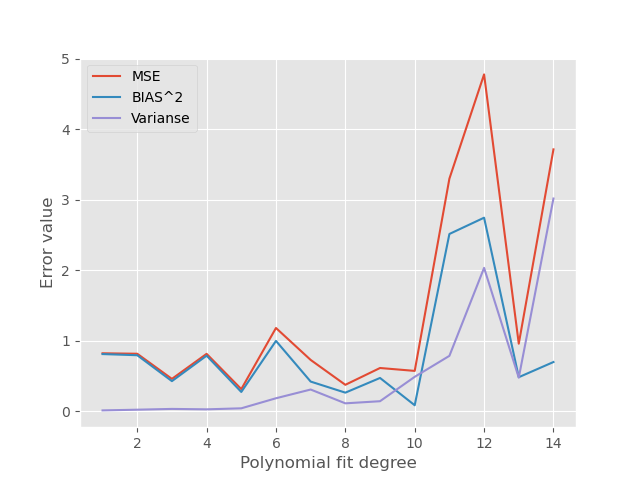 MSE
BIAS^2
Varianse
5
4
3
2
1
0
Error value
2 4 6 8 10 12 14
Polynomial fit degree